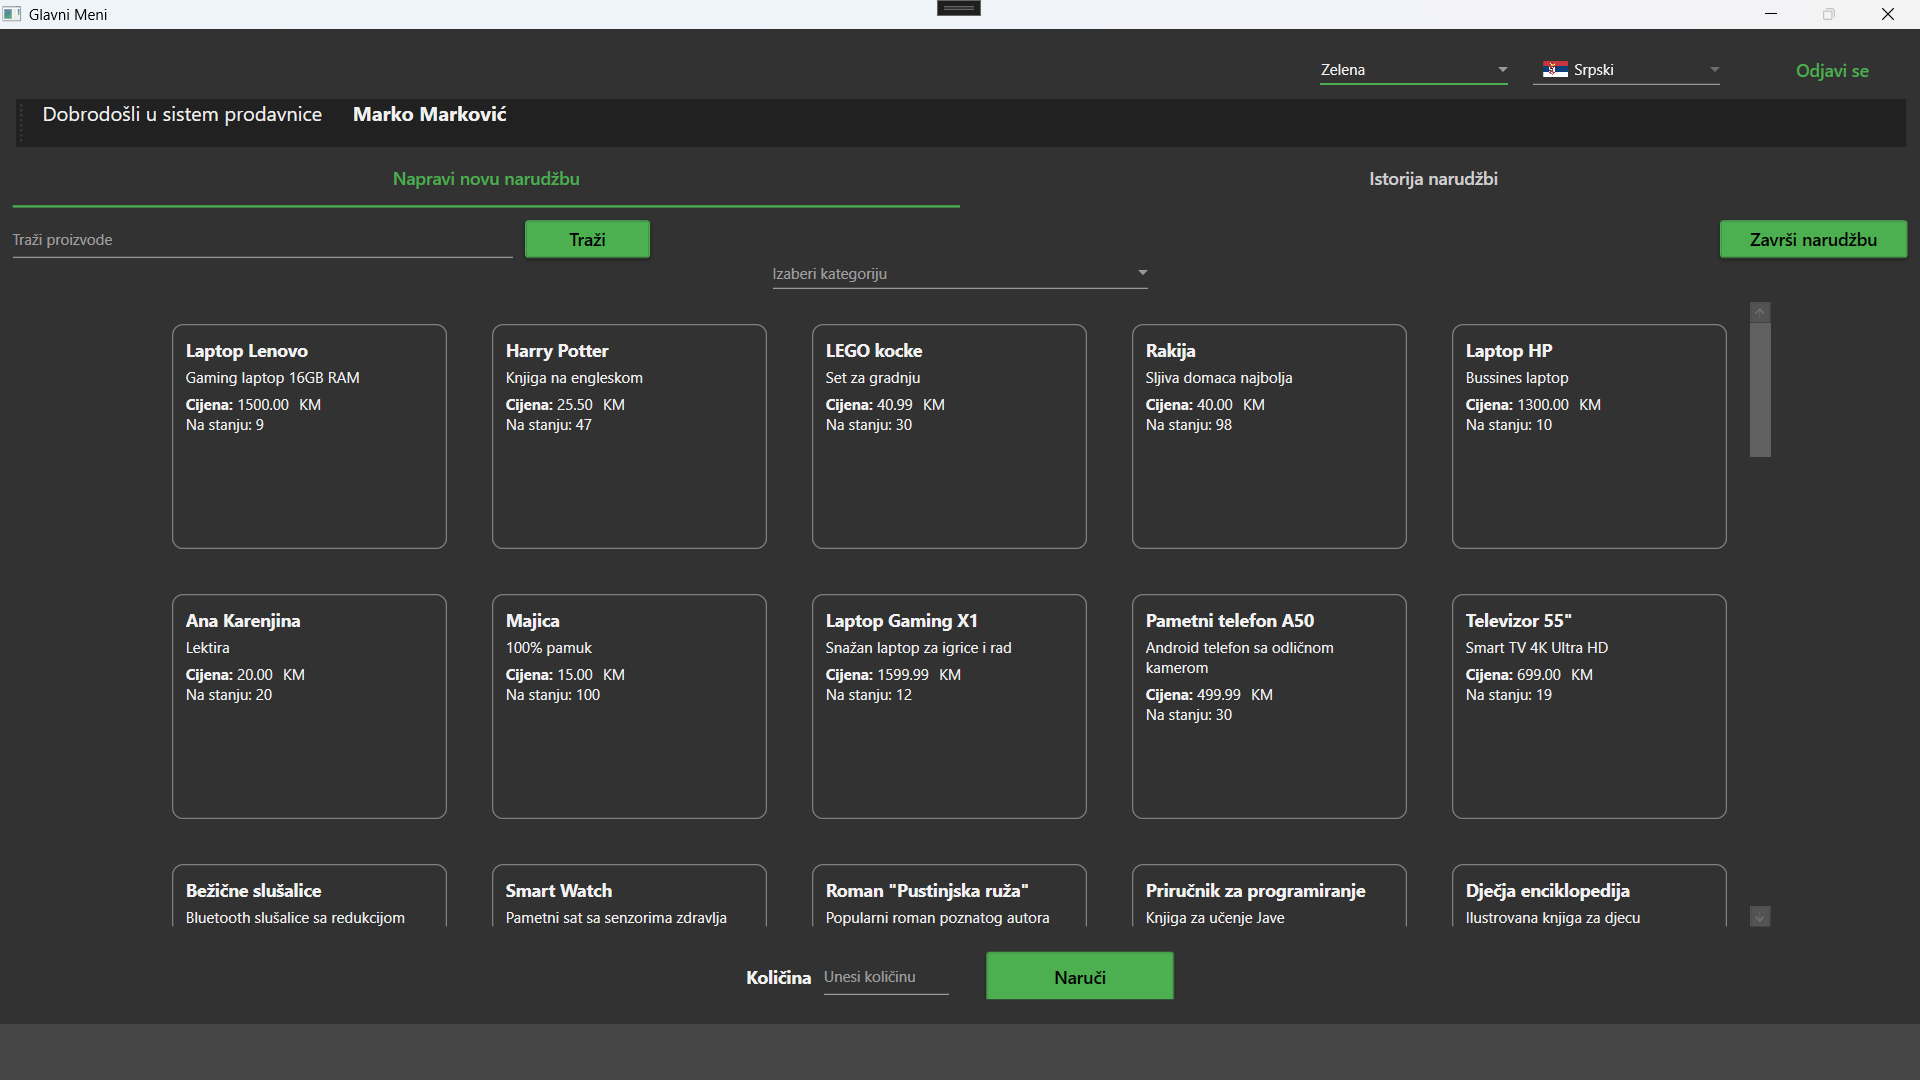 Glavni Meni
Zelena
Srpski
Odjavi se
Dobrodošli u sistem prodavnice Marko Marković
Napravi novu narudžbu
Istorija narudžbi
Traži proizvode
Traži
Završi narudžbu
Izaberi kategoriju
Laptop Lenovo
Gaming laptop 16GB RAM
Cijena: 1500.00 KM
Na stanju: 9
Harry Potter
Knjiga na engleskom
Cijena: 25.50 KM
Na stanju: 47
LEGO kocke
Set za gradnju
Cijena: 40.99 KM
Na stanju: 30
Rakija
Sljiva domaca najbolja
Cijena: 40.00 KM
Na stanju: 98
Laptop HP
Bussines laptop
Cijena: 1300.00 KM
Na stanju: 10
Ana Karenjina
Lektira
Cijena: 20.00 KM
Na stanju: 20
Majica
100% pamuk
Cijena: 15.00 KM
Na stanju: 100
Laptop Gaming X1
Snažan laptop za igrice i rad
Cijena: 1599.99 KM
Na stanju: 12
Pametni telefon A50
Android telefon sa odličnom
kamerom
Cijena: 499.99 KM
Na stanju: 30
Televizor 55"
Smart TV 4K Ultra HD
Cijena: 699.00 KM
Na stanju: 19
Bežične slušalice
Bluetooth slušalice sa redukcijom
Smart Watch
Pametni sat sa senzorima zdravlja
Roman "Pustinjska ruža"
Popularni roman poznatog autora
Priručnik za programiranje
Knjiga za učenje Jave
Dječja enciklopedija
Ilustrovana knjiga za djecu
Količina
Unesi količinu
Naruči